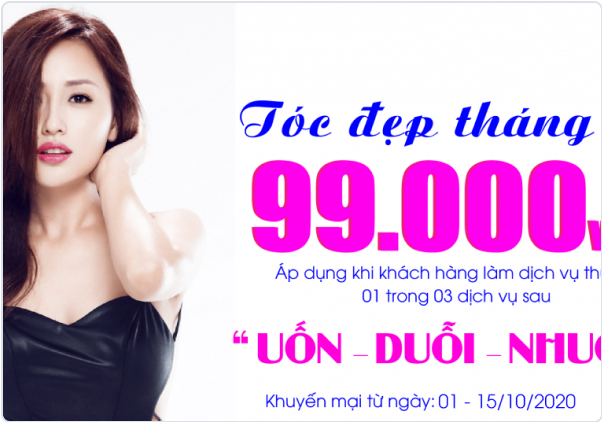 Tóc đẹp tháng
99.000
Áp dụng khi khách hàng làm dịch vụ
01 trong 03 dịch vụ sau
“ UỐN – DUỖI –
Khuyến mại từ ngày: 01 - 15/10/2020